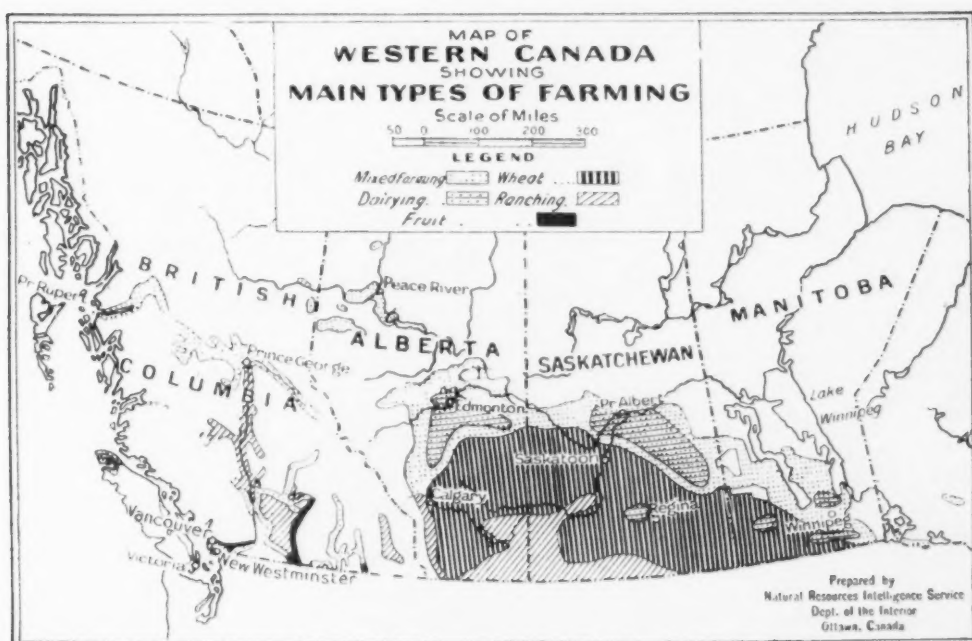 MAP OF
WESTERN CANADA
SHOWING
MAIN TYPES OF FARMING
Scale of Miles
50 0 100 200 300
LEGEND
Mixed farming Wheat
Dairying Ranching
Fruit
HUDSON
BAY
BRITISH
COLUMBIA
ALBERTA
SASKATCHEWAN
MANITOBA
Pr Rupert
Peace River
Prince George
Edmonton
Pr Albert
Lake
Winnipeg
Saskatoon
Calgary
Regina
Winnipeg
Vancouver
Victoria
New Westminster
Prepared by
Natural Resources Intelligence Service
Dept. of the Interior
Ottawa, Canada